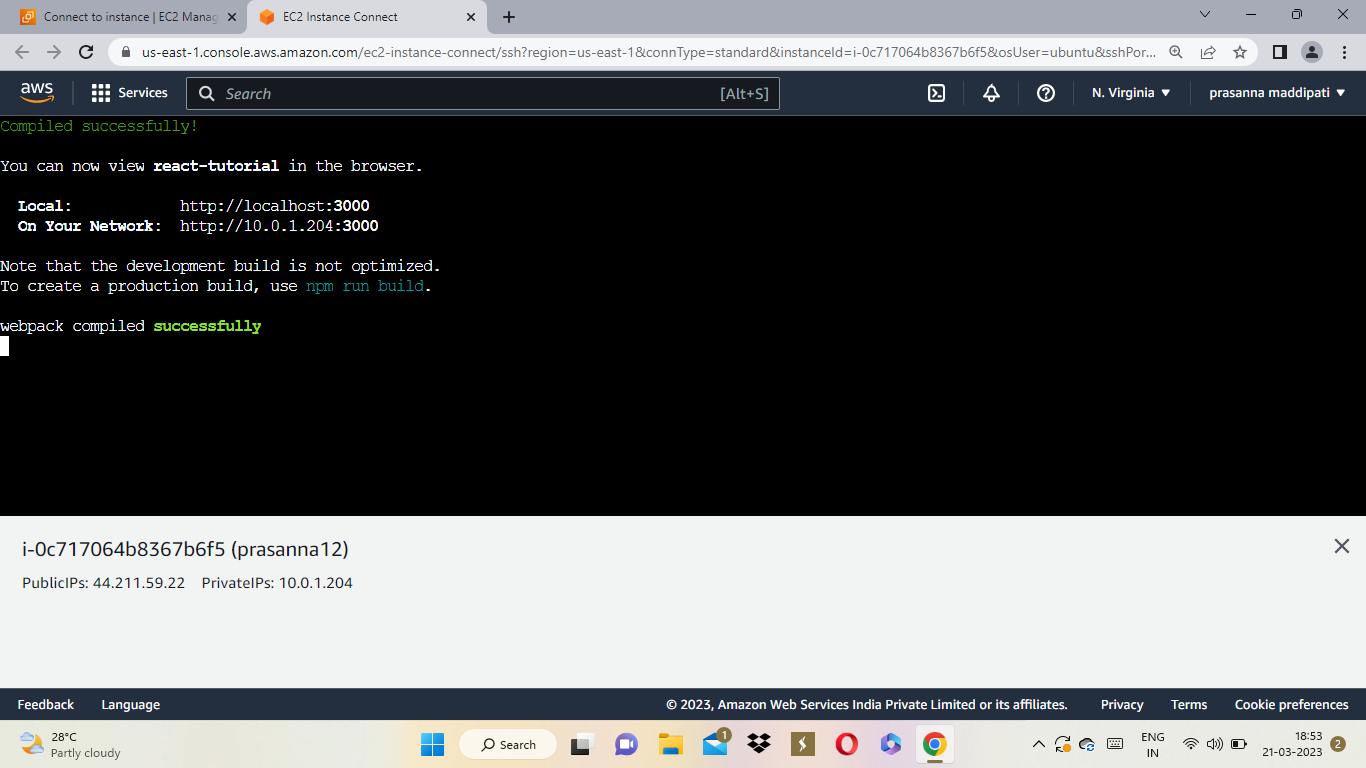 Connect to instance | EC2 Manag
EC2 Instance Connect
us-east-1.console.aws.amazon.com/ec2-instance-connect/ssh?region=us-east-1&connType=standard&instanceId=i-0c717064b8367b6f5&osUser=ubuntu&sshPor...
aws
Services
Search
[Alt+S]
N. Virginia
prasanna maddipati
Compiled successfully!
You can now view react-tutorial in the browser.
Local: http://localhost:3000
On Your Network: http://10.0.1.204:3000
Note that the development build is not optimized.
To create a production build, use npm run build.
webpack compiled successfully
i-0c717064b8367b6f5 (prasanna12)
PublicIPs: 44.211.59.22 PrivateIPs: 10.0.1.204
Feedback Language © 2023, Amazon Web Services India Private Limited or its affiliates. Privacy Terms Cookie preferences
28°C
Partly cloudy
Search
1
ENG
IN
18:53
21-03-2023
2